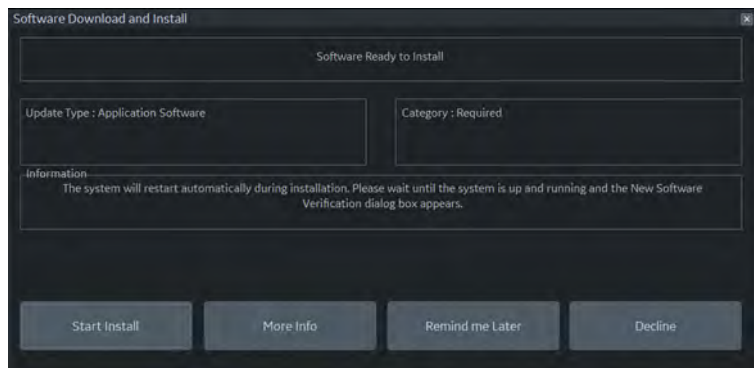 Software Download and Install
Software Ready to Install
Update Type : Application Software
Category : Required
Information
The system will restart automatically during installation. Please wait until the system is up and running and the New Software
Verification dialog box appears.
Start Install
More Info
Remind me Later
Decline